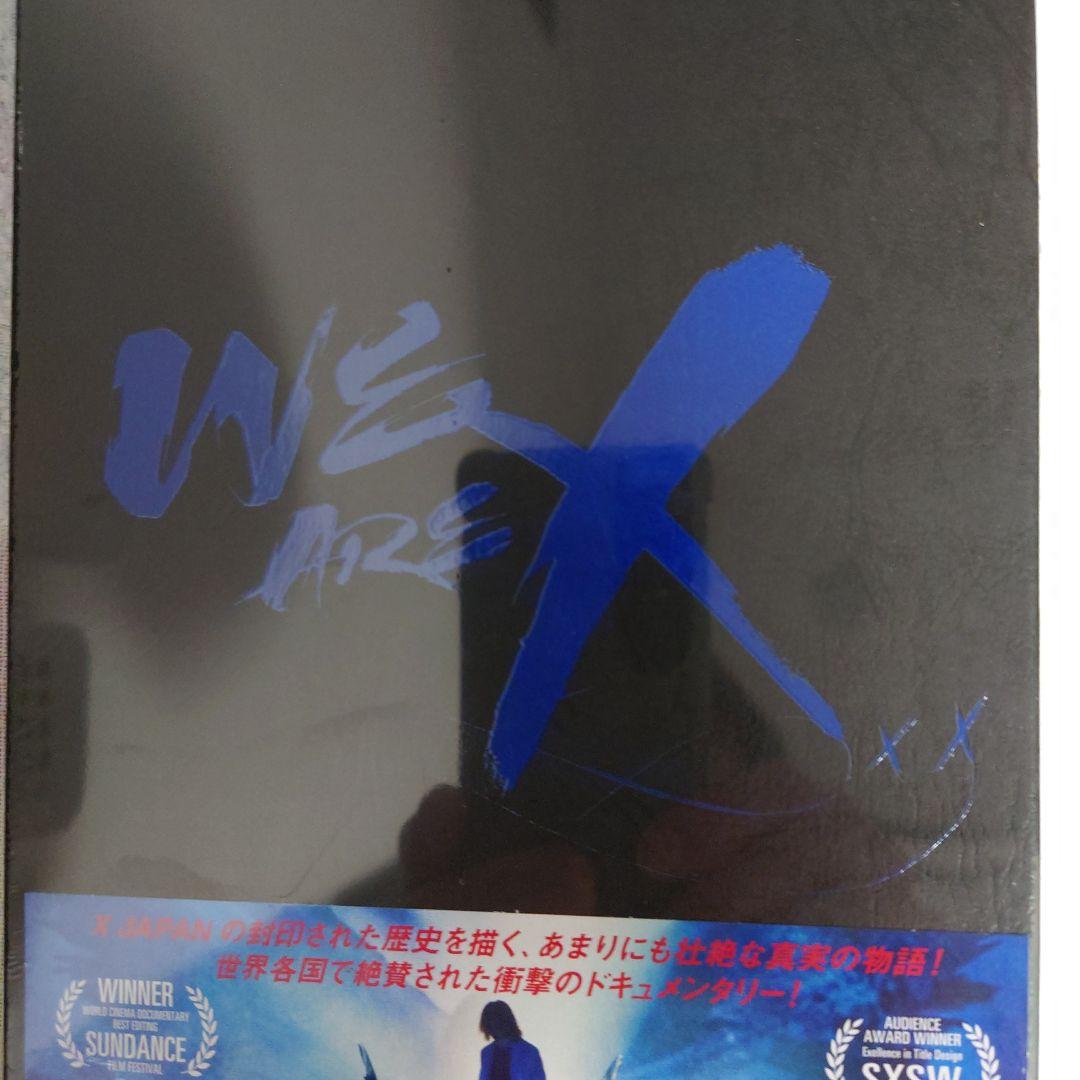 WE
ARE X
X X
X JAPANの封印された歴史を描く、あまりにも壮絶な真実の物語!
世界各国で絶賛された衝撃のドキュメンタリー!
WINNER
WORLD CINEMA DOCUMENTARY
BEST EDITING
SUNDANCE
FILM FESTIVAL
AUDIENCE
AWARD WINNER
Exellence in Title Design
SXSW